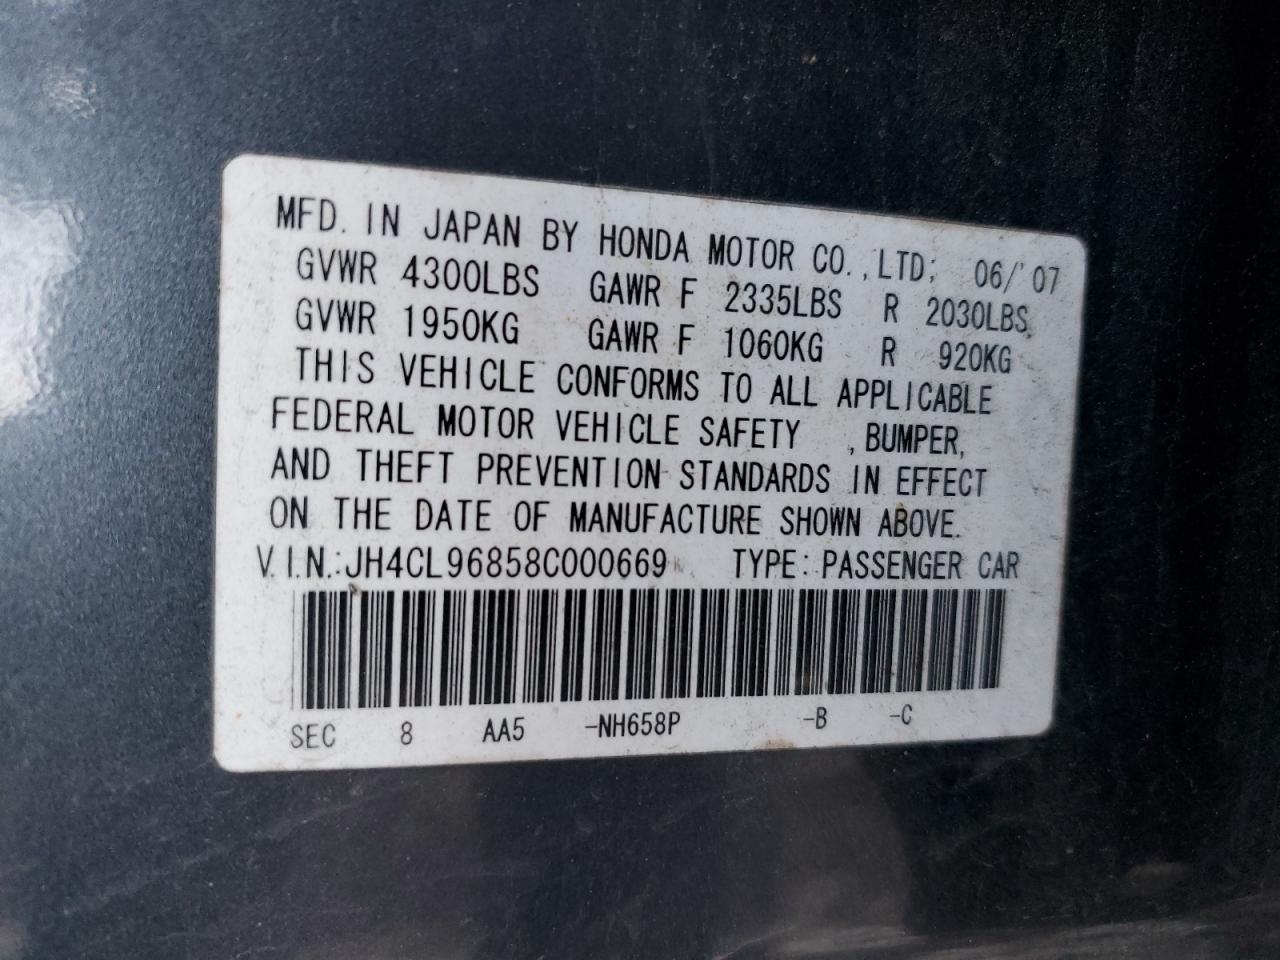 MFD. IN JAPAN BY HONDA MOTOR CO., LTD; 06/'07
GVWR 4300LBS GAWR F 2335LBS R 2030LBS
GVWR 1950KG GAWR F 1060KG R 920KG
THIS VEHICLE CONFORMS TO ALL APPLICABLE
FEDERAL MOTOR VEHICLE SAFETY , BUMPER,
AND THEFT PREVENTION STANDARDS IN EFFECT
ON THE DATE OF MANUFACTURE SHOWN ABOVE.
V.I.N.:JH4CL96858C000669 TYPE: PASSENGER CAR
SEC 8 AA5 -NH658P -B -C